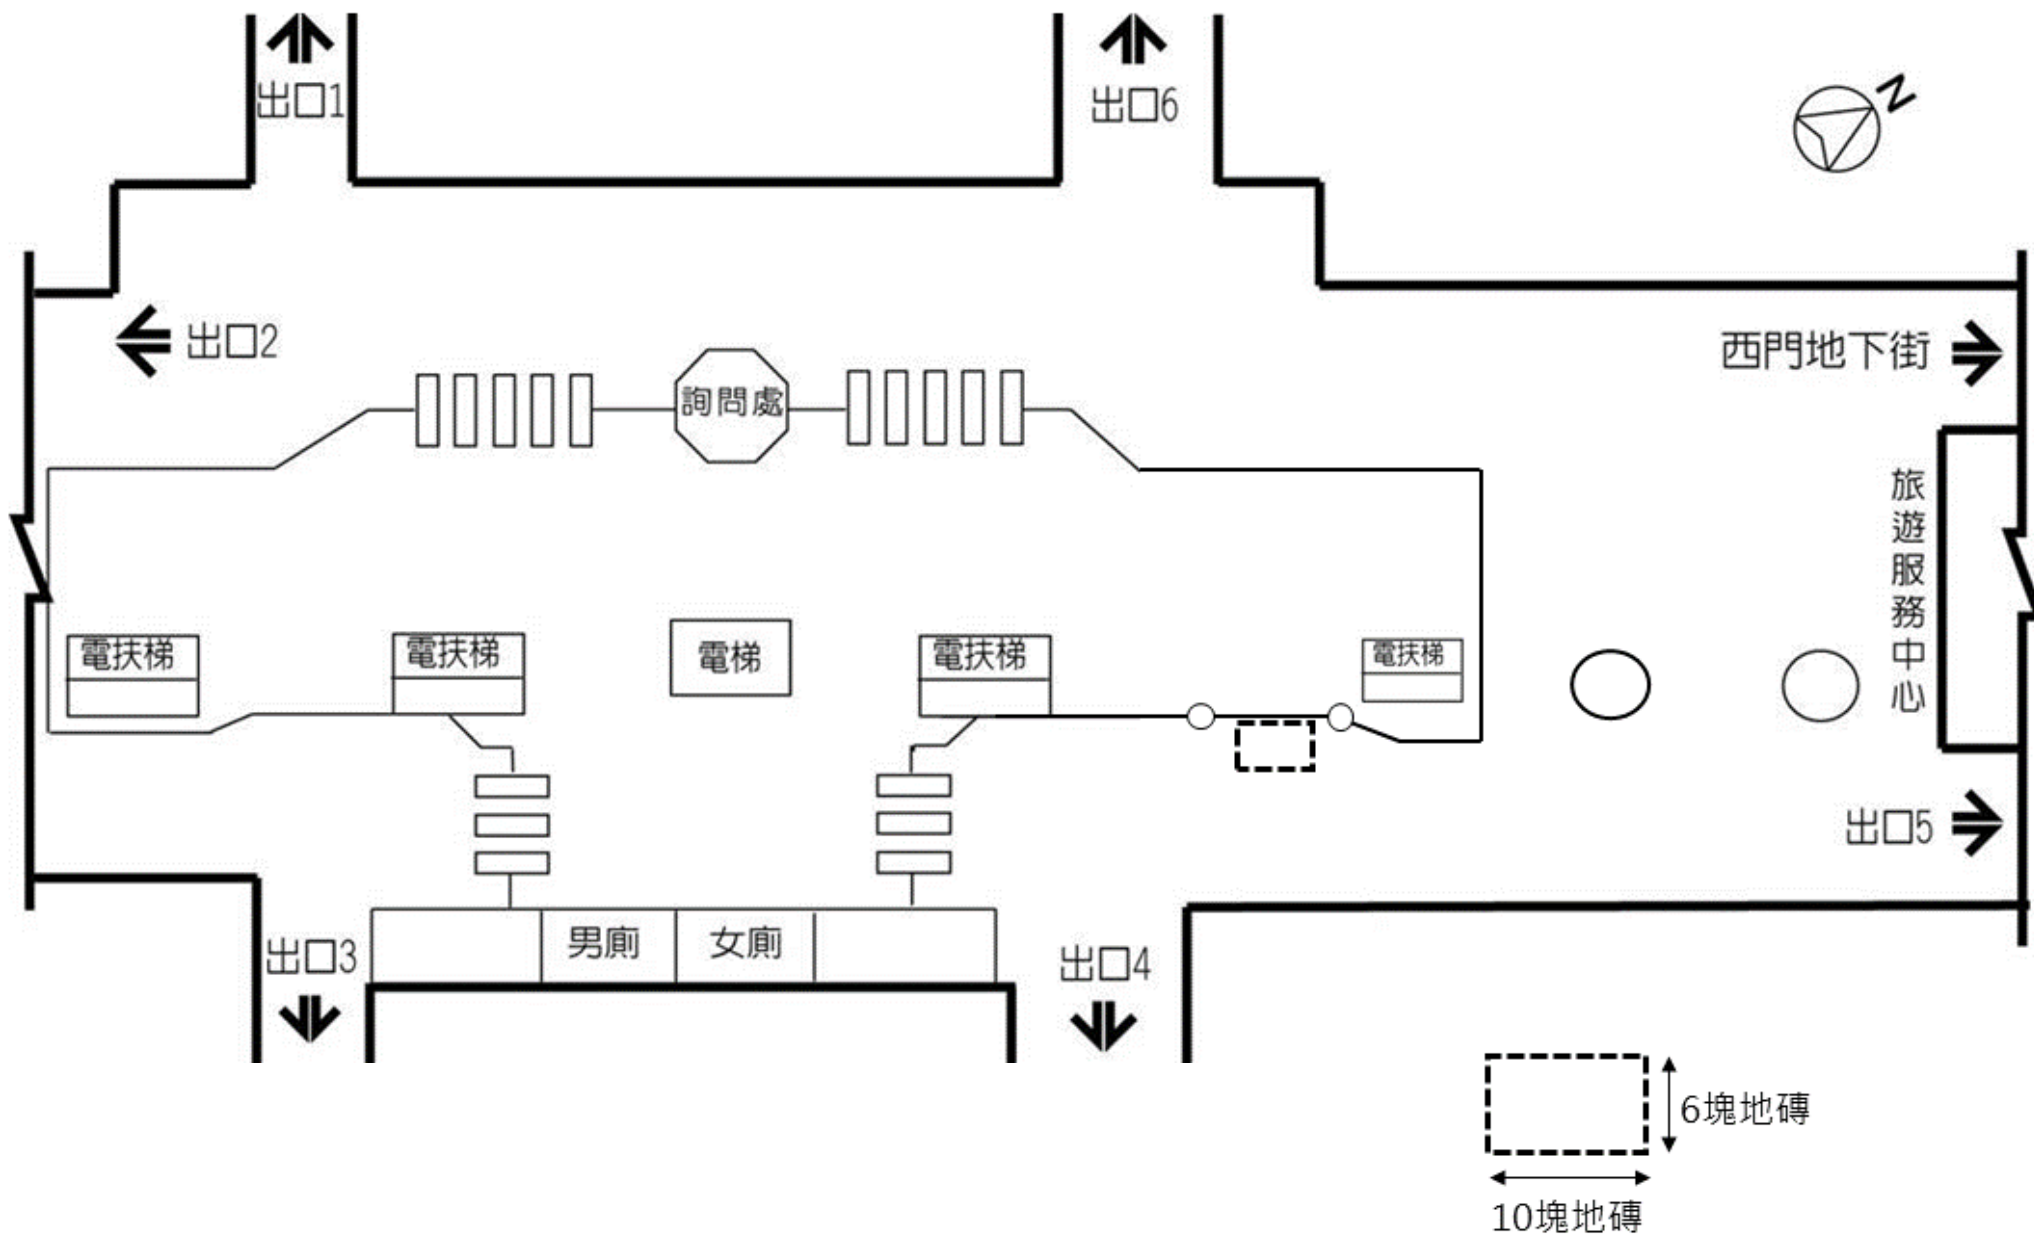 出口1
出口6
N
出口2
西門地下街
詢問處
旅遊服務中心
電扶梯
電扶梯
電梯
電扶梯
電扶梯
出口5
男廁
女廁
出口3
出口4
6塊地磚
10塊地磚